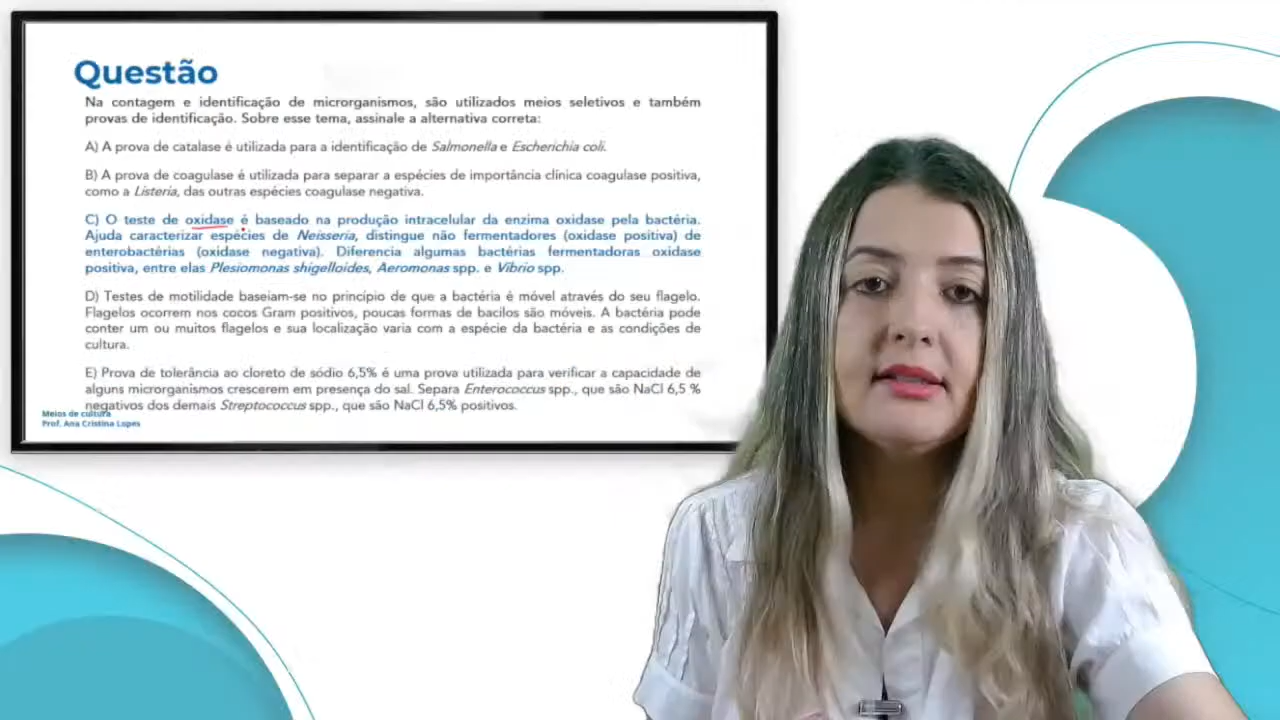 Questão
Na contagem e identificação de microrganismos, são utilizados meios seletivos e também
provas de identificação. Sobre esse tema, assinale a alternativa correta:
A) A prova de catalase é utilizada para a identificação de Salmonella e Escherichia coli.
B) A prova de coagulase é utilizada para separar a espécies de importância clínica coagulase positiva,
como a Listeria, das outras espécies coagulase negativa.
C) O teste de oxidase é baseado na produção intracelular da enzima oxidase pela bactéria.
Ajuda caracterizar espécies de Neisseria, distingue não fermentadores (oxidase positiva) de
enterobactérias (oxidase negativa). Diferencia algumas bactérias fermentadoras oxidase
positiva, entre elas Plesiomonas shigelloides, Aeromonas spp. e Vibrio spp.
D) Testes de motilidade baseiam-se no princípio de que a bactéria é móvel através do seu flagelo.
Flagelos ocorrem nos cocos Gram positivos, poucas formas de bacilos são móveis. A bactéria pode
conter um ou muitos flagelos e sua localização varia com a espécie da bactéria e as condições de
cultura.
E) Prova de tolerância ao cloreto de sódio 6,5% é uma prova utilizada para verificar a capacidade de
alguns microrganismos crescerem em presença do sal. Separa Enterococcus spp., que são NaCl 6,5 %
negativos dos demais Streptococcus spp., que são NaCl 6,5% positivos.
Meios de cultura
Prof. Ana Cristina Lopes